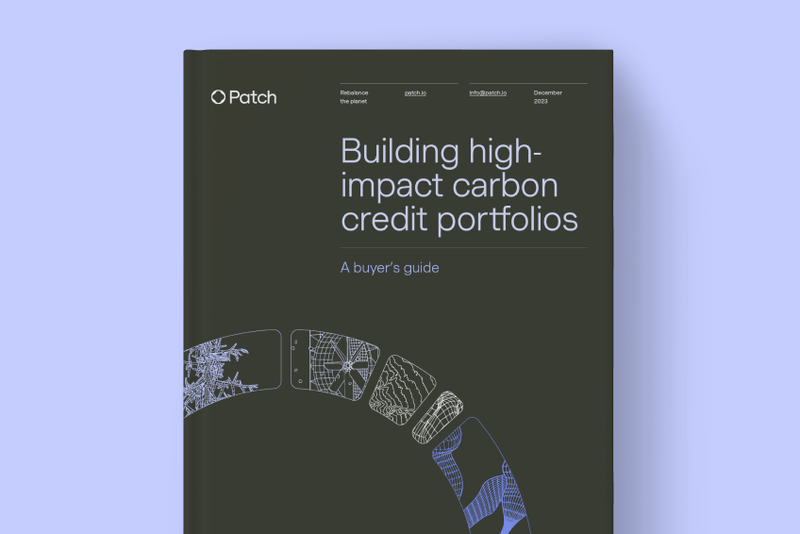 Patch
Rebalance
the planet
patch.io
info@patch.io
December
2023
Building high-
impact carbon
credit portfolios
A buyer's guide